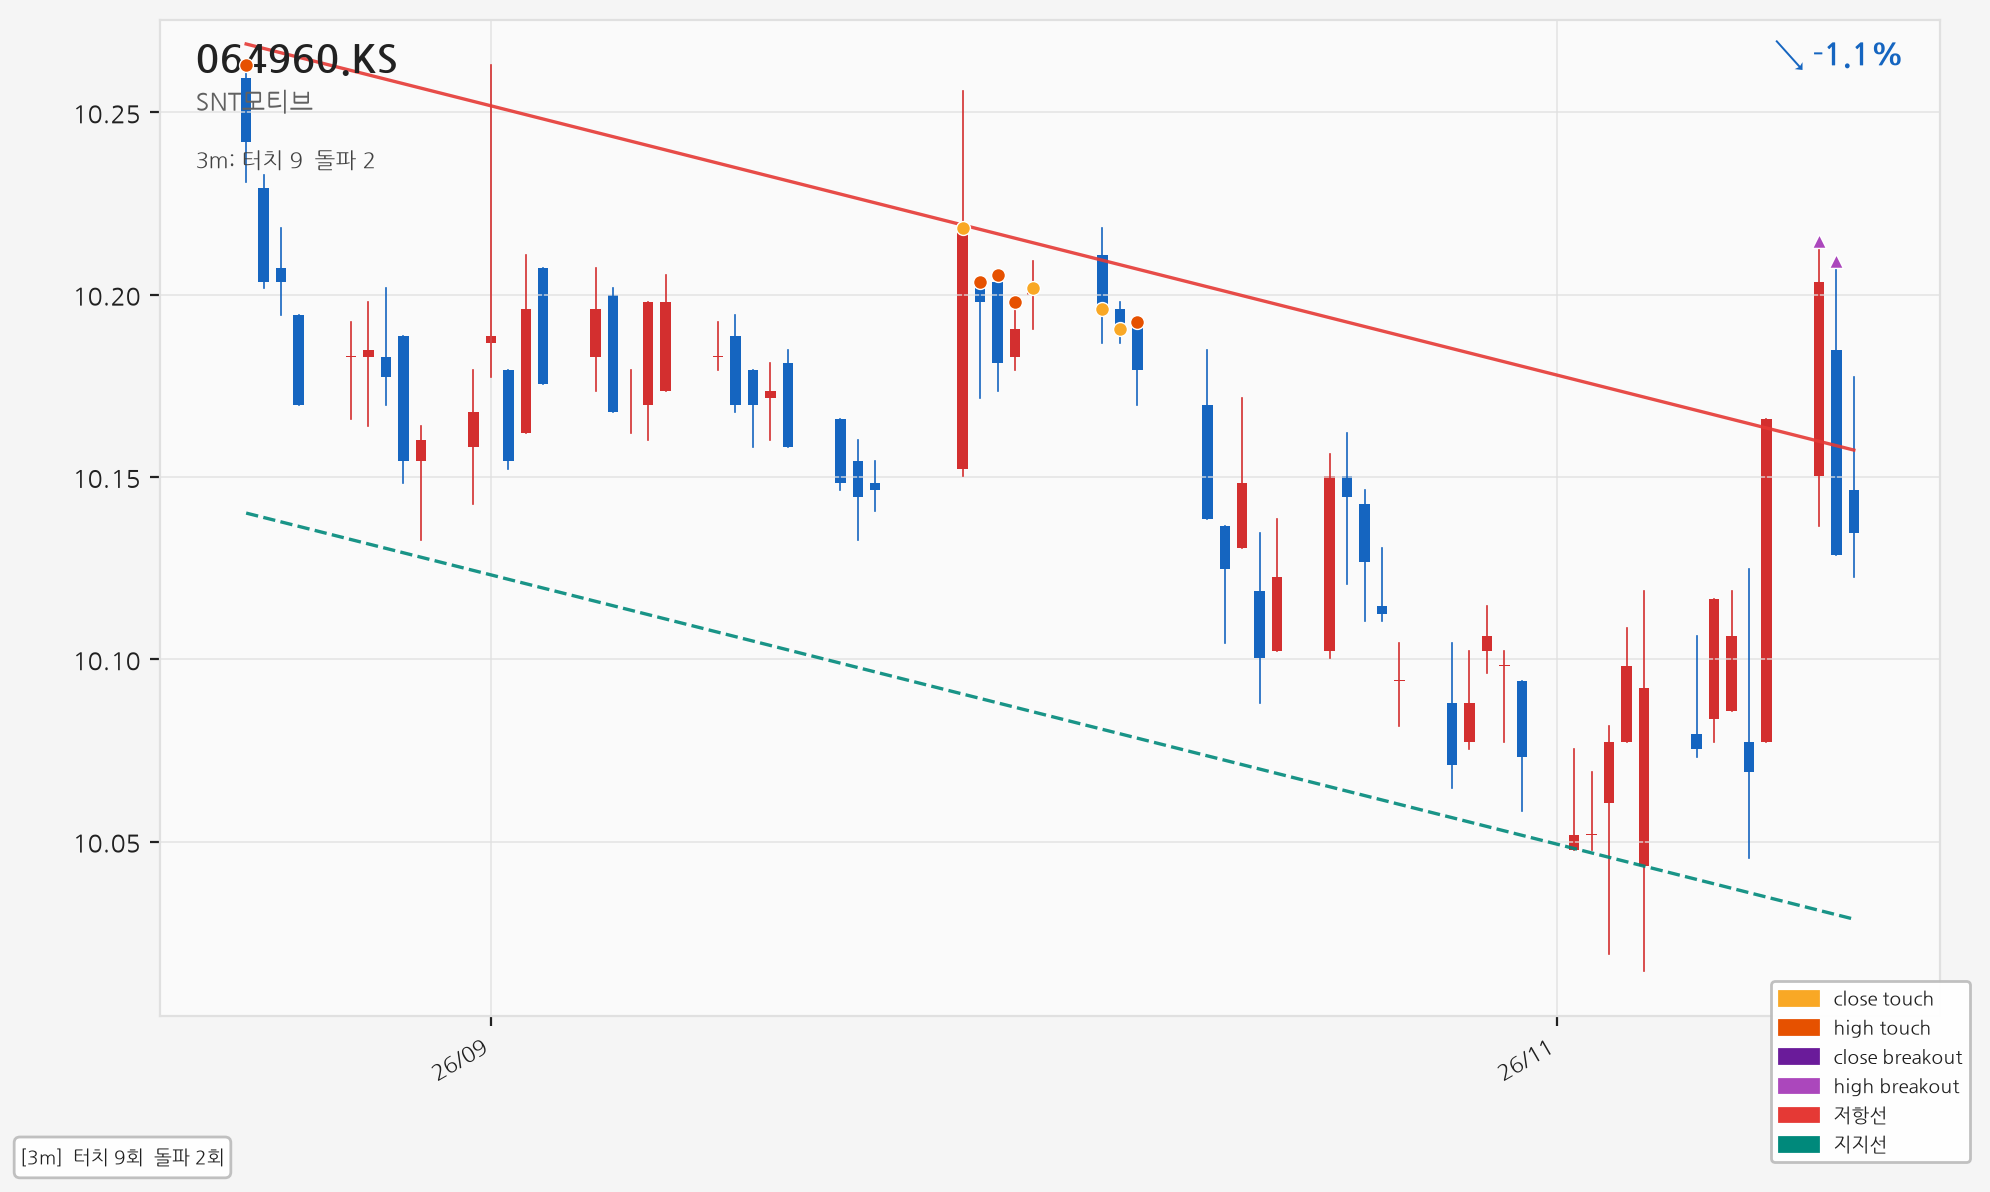 064960.KS
-1.1%
SNT모티브
3m: 터치 9 돌파 2
10.25
10.20
10.15
10.10
10.05
26/09
26/11
close touch
high touch
close breakout
high breakout
저항선
지지선
[3m] 터치 9회 돌파 2회